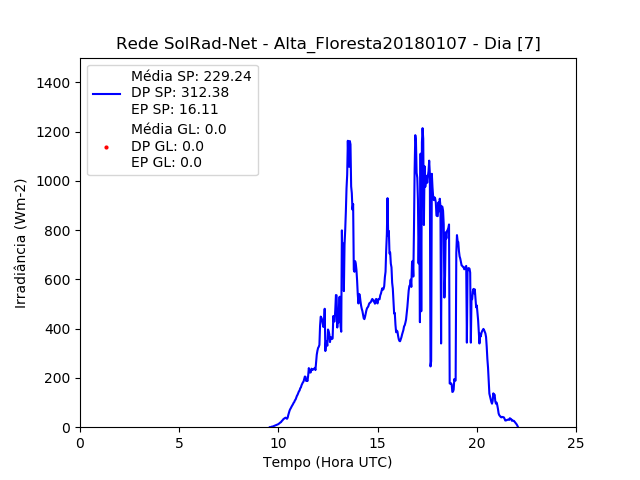 Rede SolRad-Net - Alta_Floresta20180107 - Dia [7]
Média SP: 229.24
DP SP: 312.38
EP SP: 16.11
Média GL: 0.0
DP GL: 0.0
EP GL: 0.0
1400
1200
1000
800
600
400
200
0
Irradiância (Wm-2)
0 5 10 15 20 25
Tempo (Hora UTC)